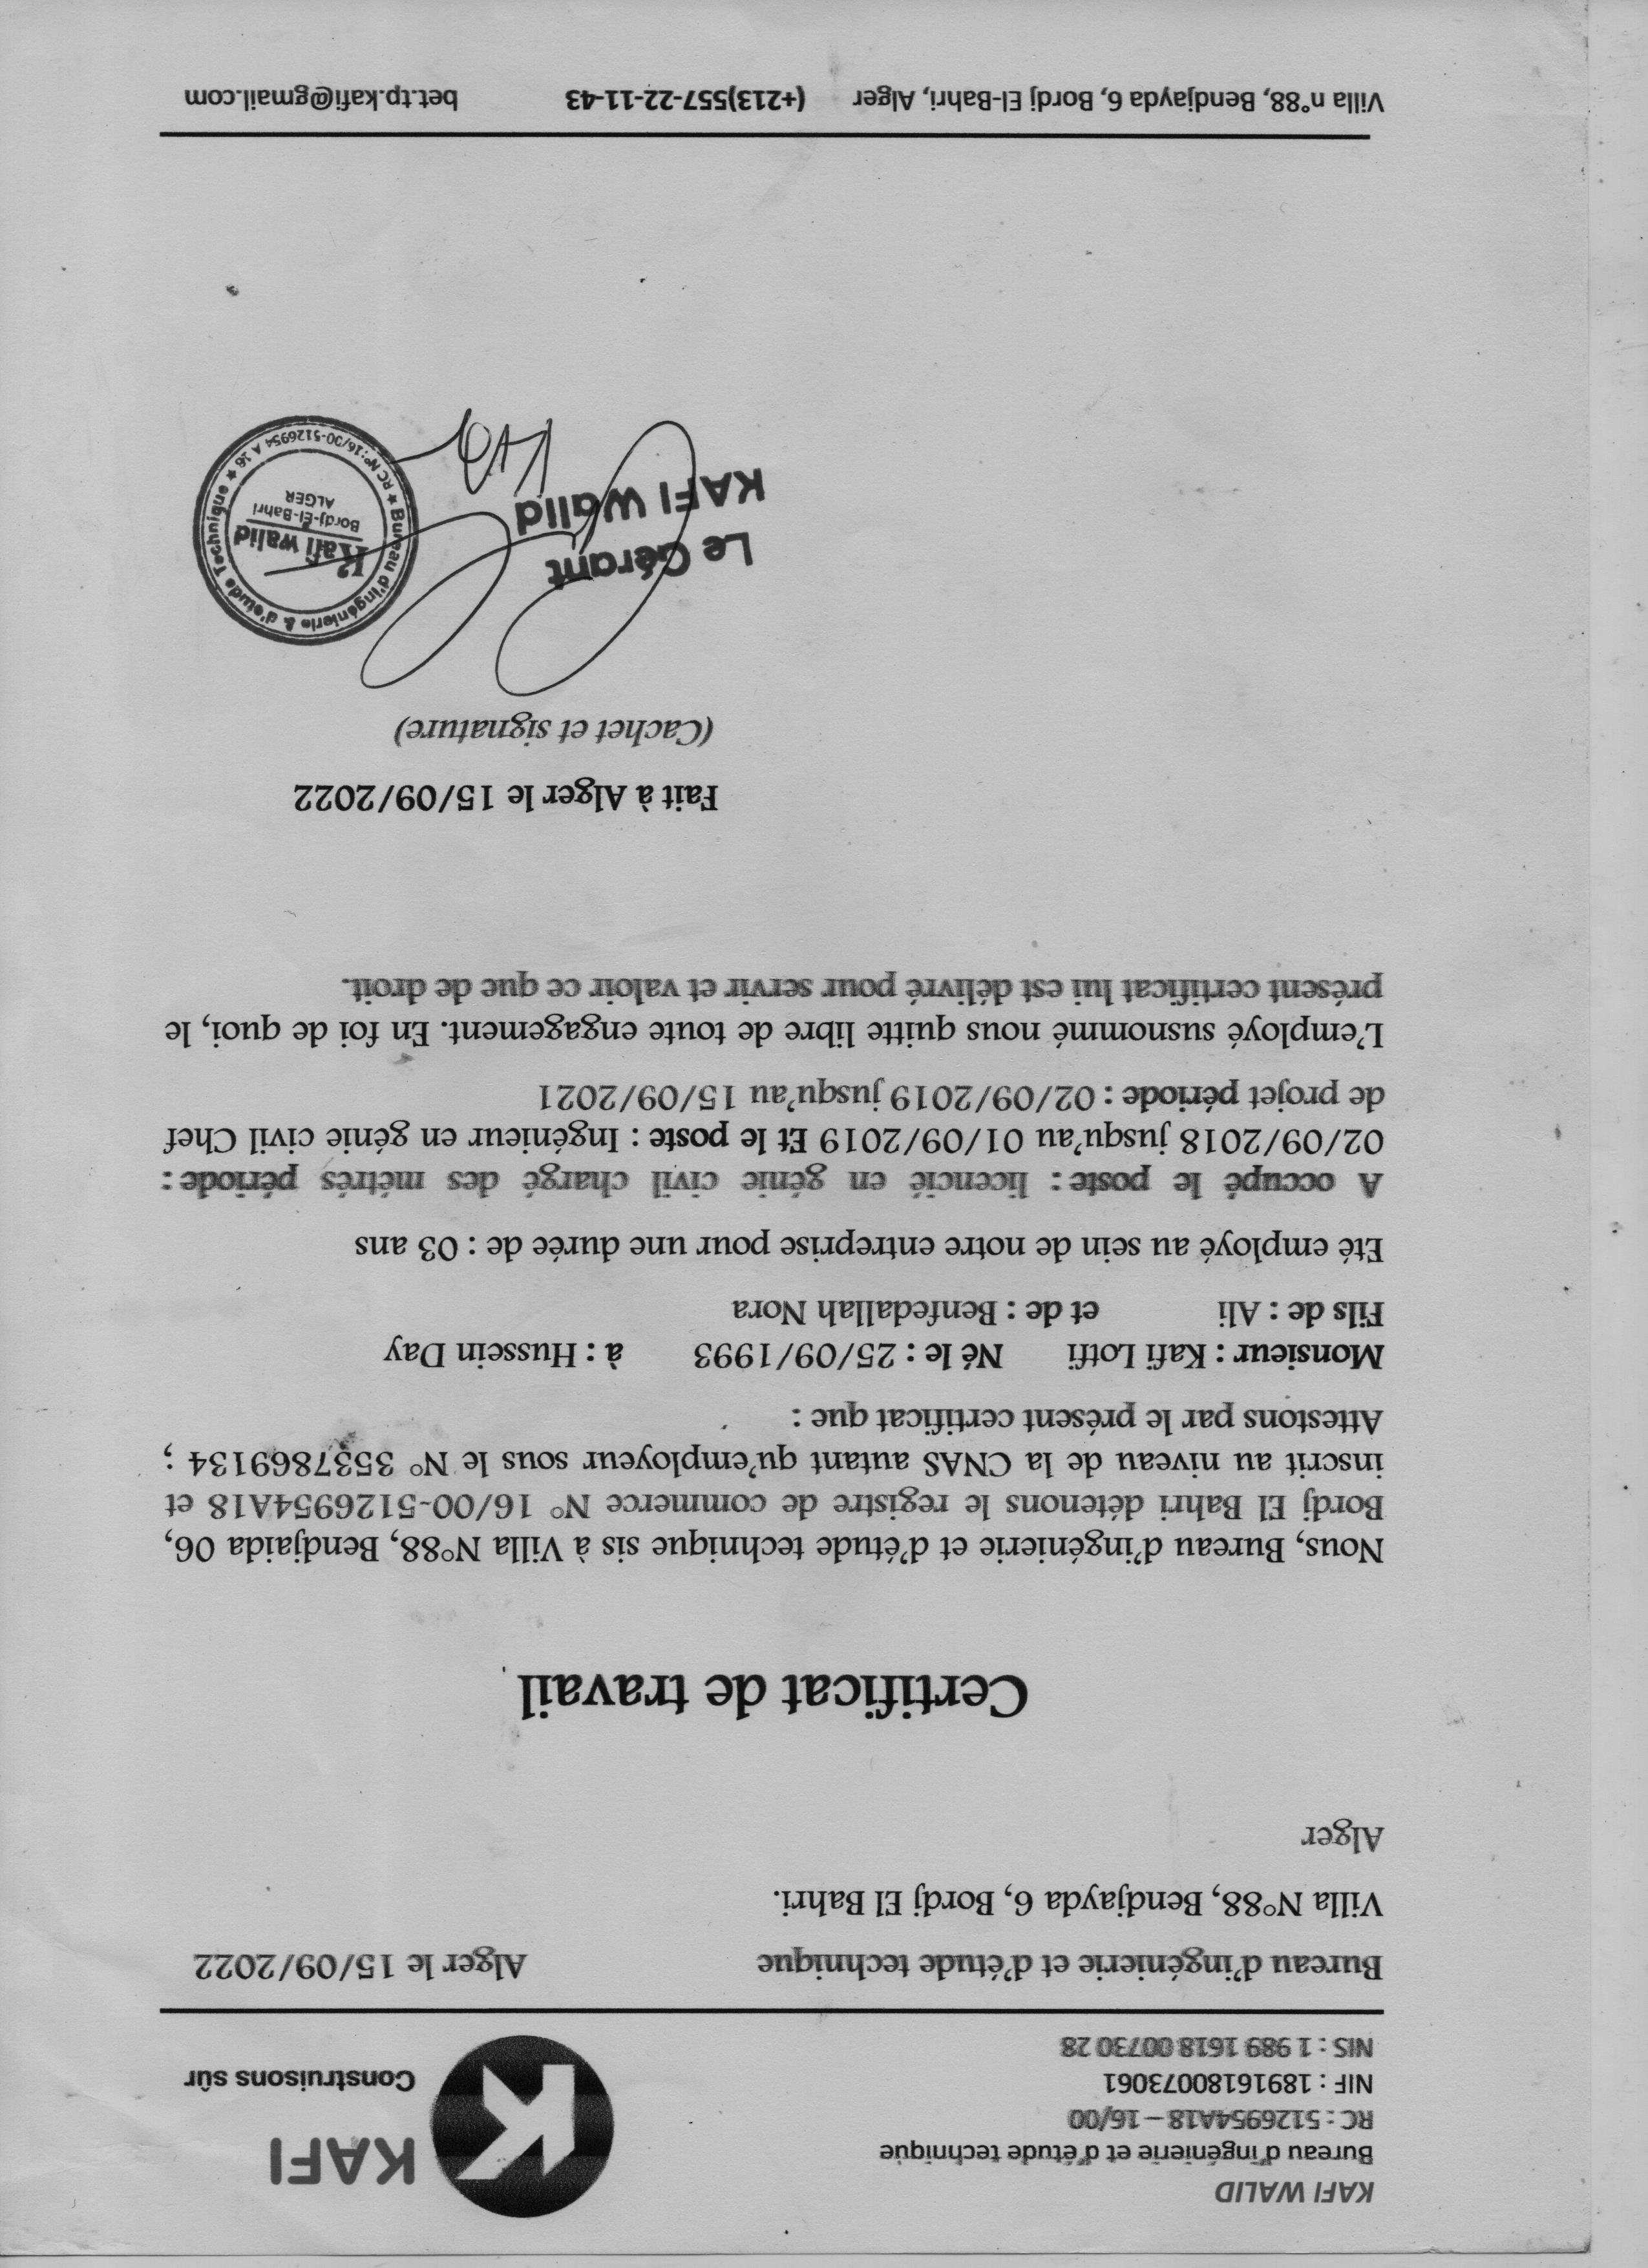 KAFI WALID
Bureau d'ingénierie et d'étude technique
RC : 5126954A18 – 16/00
NIF : 18916180073061
NIS : 1 989 1618 00730 28
KAFI
Construisons sûr
Bureau d'ingénierie et d'étude technique
Alger le 15/09/2022
Villa N°88, Bendjayda 6, Bordj El Bahri.
Alger
Certificat de travail
Nous, Bureau d'ingénierie et d'étude technique sis à Villa N°88, Bendjaida 06,
Bordj El Bahri détenons le registre de commerce N° 16/00-5126954A18 et
inscrit au niveau de la CNAS autant qu'employeur sous le N° 3537869134 ;
Attestons par le présent certificat que :
Monsieur : Kafi Lotfi Né le : 25/09/1993 à : Hussein Day
Fils de : Ali et de : Benfedallah Nora
Eté employé au sein de notre entreprise pour une durée de : 03 ans
A occupé le poste : licencié en génie civil chargé des métrés période :
02/09/2018 jusqu'au 01/09/2019 Et le poste : Ingénieur en génie civil Chef
de projet période : 02/09/2019 jusqu'au 15/09/2021
L'employé susnommé nous quitte libre de toute engagement. En foi de quoi, le
présent certificat lui est délivré pour servir et valoir ce que de droit.
Fait à Alger le 15/09/2022
(Cachet et signature)
Le Gérant
KAFI Walid
Bureau d'ingénierie & d'etude Technique
Kafi walid
Bordj-El-Bahri
ALGER
RC N°:16/00-5126954 A 18
Villa n°88, Bendjayda 6, Bordj El-Bahri, Alger (+213)557-22-11-43 bet.tp.kafi@gmail.com